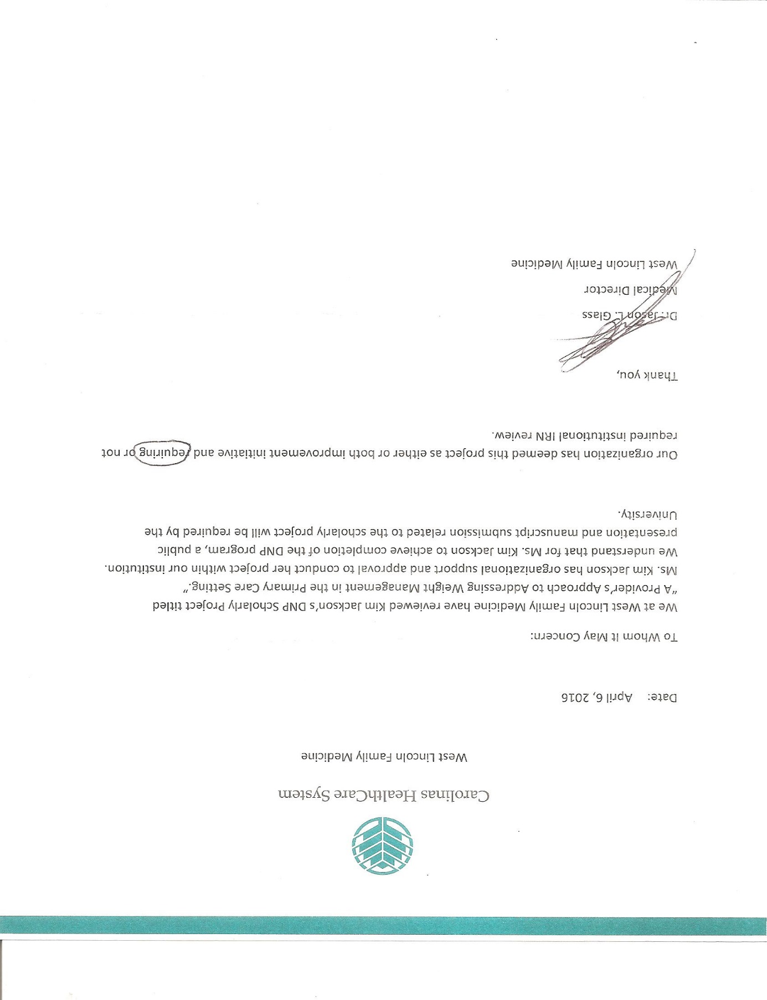 Carolinas HealthCare System
West Lincoln Family Medicine
Date: April 6, 2016
To Whom It May Concern:
We at West Lincoln Family Medicine have reviewed Kim Jackson's DNP Scholarly Project titled
"A Provider's Approach to Addressing Weight Management in the Primary Care Setting."
Ms. Kim Jackson has organizational support and approval to conduct her project within our institution.
We understand that for Ms. Kim Jackson to achieve completion of the DNP program, a public
presentation and manuscript submission related to the scholarly project will be required by the
University.
Our organization has deemed this project as either or both improvement initiative and requiring or not
required institutional IRN review.
Thank you,
Dr. Jason L. Glass
Medical Director
West Lincoln Family Medicine